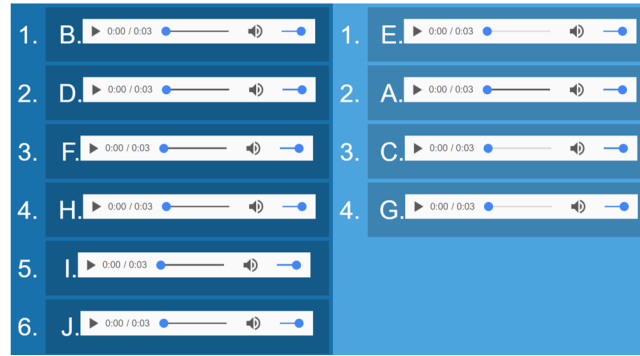 1. B. 0:00 / 0:03
2. D. 0:00 / 0:03
3. F. 0:00 / 0:03
4. H. 0:00 / 0:03
5. I. 0:00 / 0:03
6. J. 0:00 / 0:03
1. E. 0:00 / 0:03
2. A. 0:00 / 0:03
3. C. 0:00 / 0:03
4. G. 0:00 / 0:03